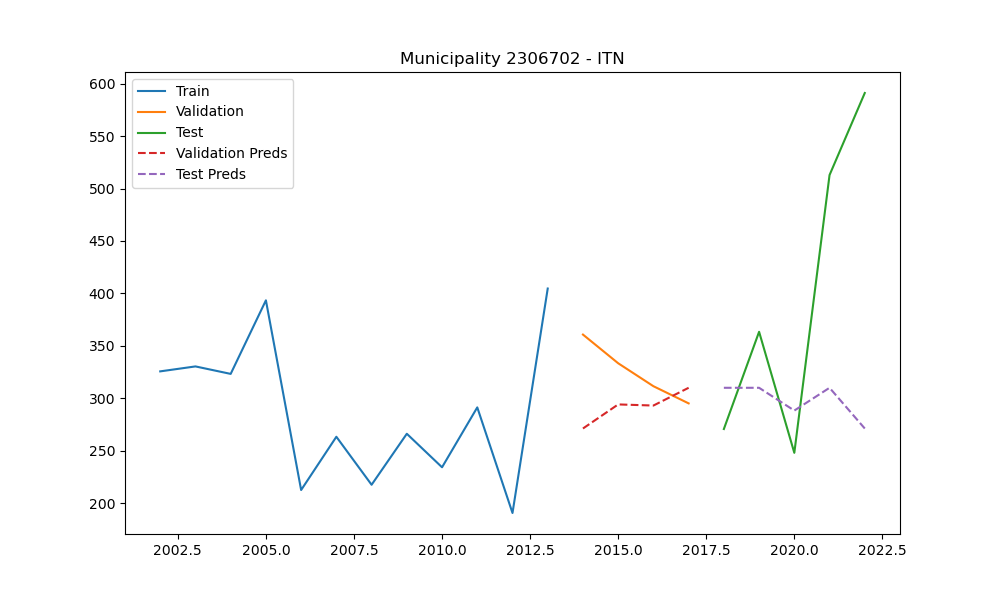 Municipality 2306702 - ITN
600
550
500
450
400
350
300
250
200
Train
Validation
Test
Validation Preds
Test Preds
2002.5 2005.0 2007.5 2010.0 2012.5 2015.0 2017.5 2020.0 2022.5